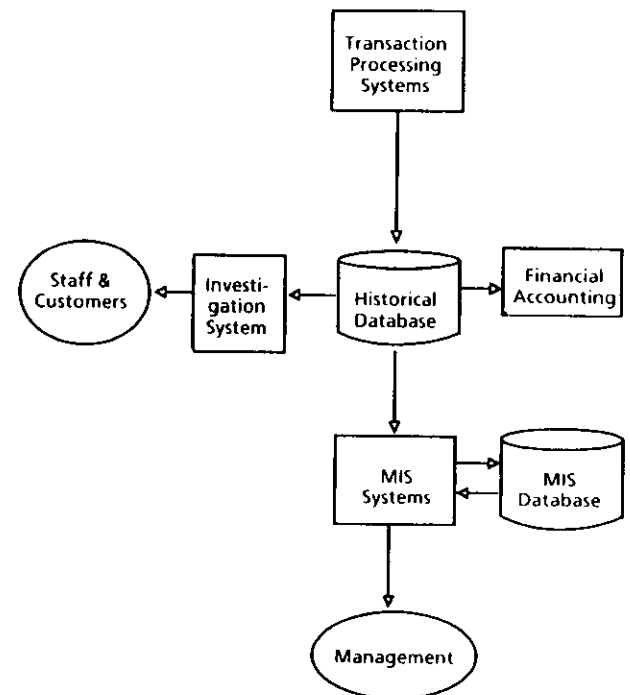 Transaction
Processing
Systems
Staff &
Customers
Investi-
gation
System
Historical
Database
Financial
Accounting
MIS
Systems
MIS
Database
Management